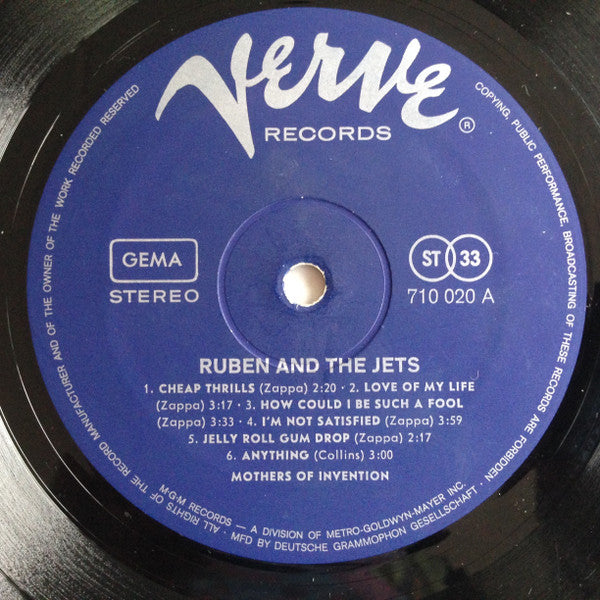 Verve
RECORDS ®
GEMA
STEREO
ST 33
710 020 A
RUBEN AND THE JETS
1. CHEAP THRILLS (Zappa) 2:20 · 2. LOVE OF MY LIFE
(Zappa) 3:17 · 3. HOW COULD I BE SUCH A FOOL
(Zappa) 3:33 · 4. I'M NOT SATISFIED (Zappa) 3:59
5. JELLY ROLL GUM DROP (Zappa) 2:17
6. ANYTHING (Collins) 3:00
MOTHERS OF INVENTION
M-G-M RECORDS — A DIVISION OF METRO-GOLDWYN-MAYER INC.
ALL RIGHTS OF THE RECORD MANUFACTURER AND OF THE OWNER OF THE WORK RECORDED RESERVED
COPYING, PUBLIC PERFORMANCE, BROADCASTING OF THESE RECORDS ARE FORBIDDEN · MFD BY DEUTSCHE GRAMMOPHON GESELLSCHAFT ·